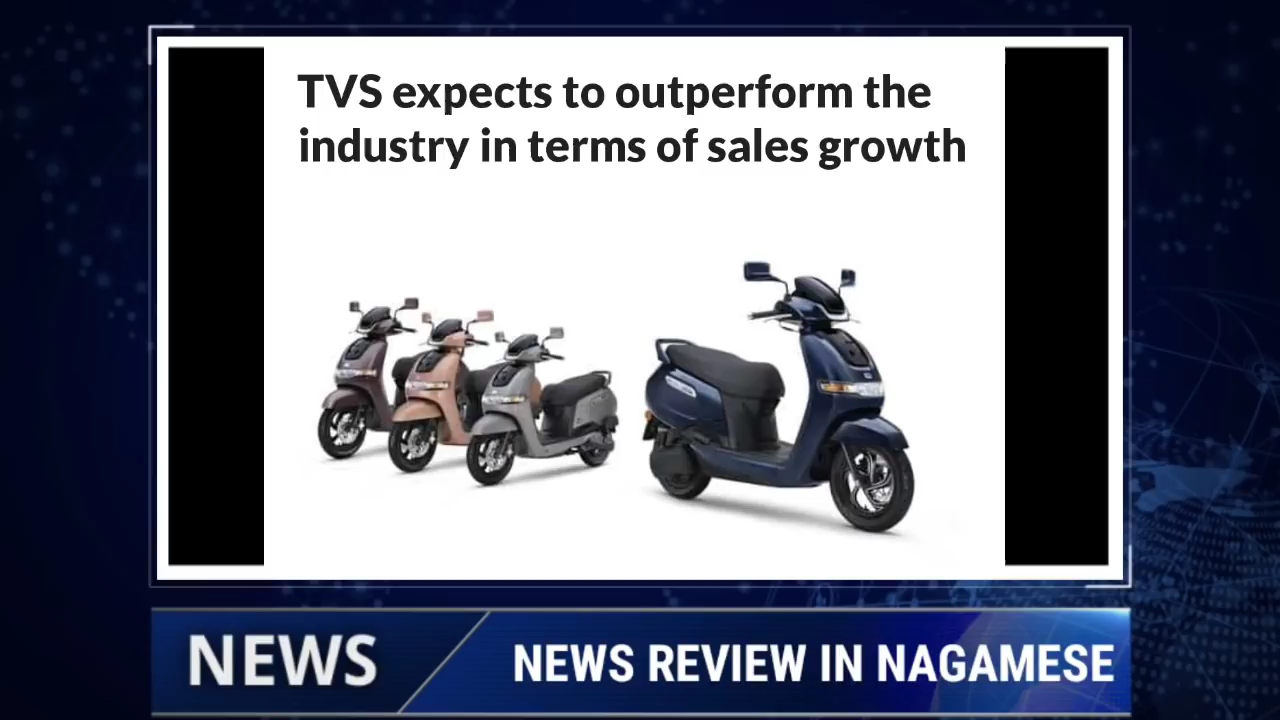 TVS expects to outperform the
industry in terms of sales growth
NEWS
NEWS REVIEW IN NAGAMESE